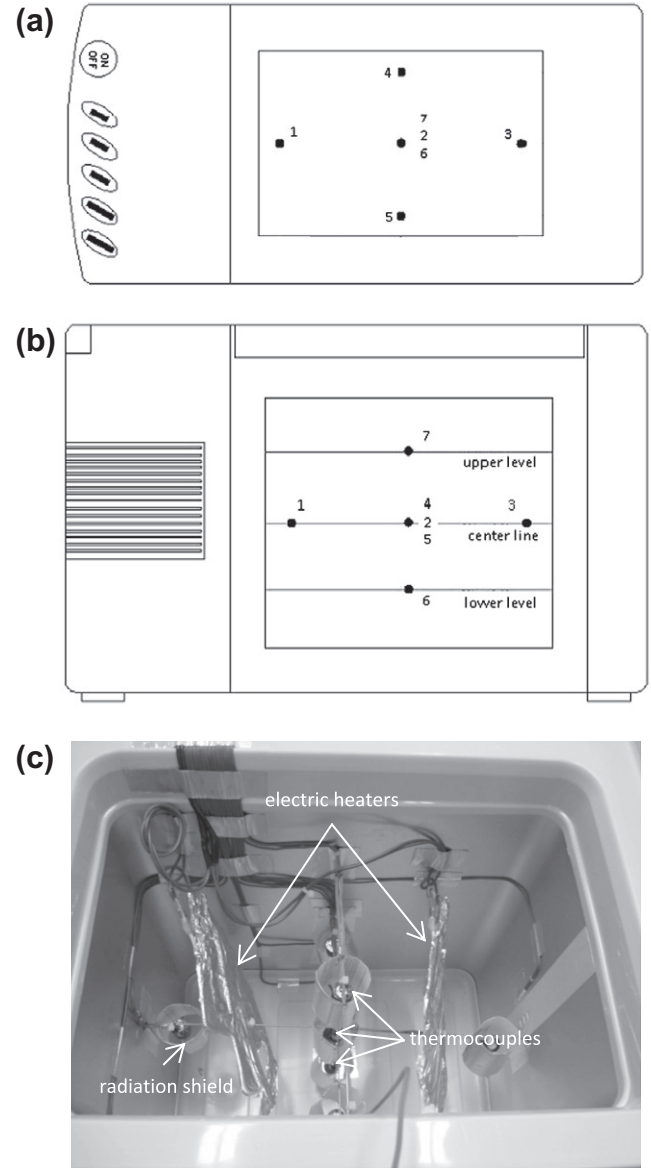 (a)
ON
OFF
4
1
7
2
6
3
5
(b)
7
upper level
1
4
2
5
3
center line
6
lower level
(c)
electric heaters
thermocouples
radiation shield